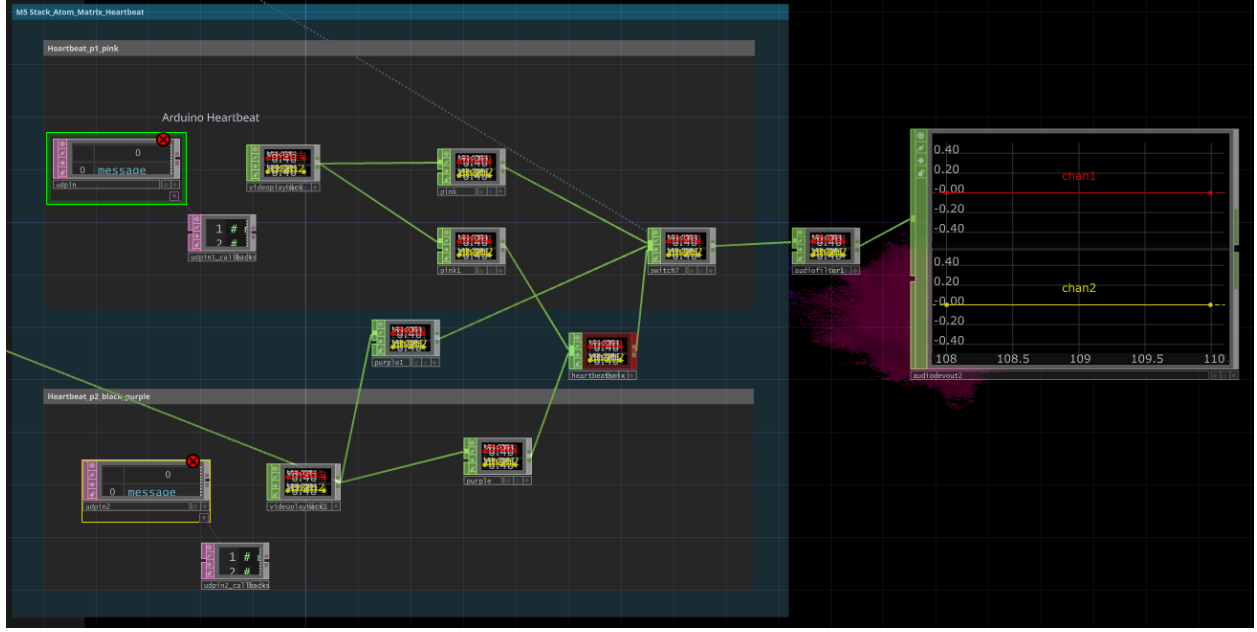 M5 Stack_Atom_Matrix_Heartbeat
Heartbeat_p1_pink
Arduino Heartbeat
0
0 message
udpin
1 #
2 #
udpin1_callbacks
videoplayback
pink
pink1
switch7
audiofilter1
purple1
heartbeatsmix
0.40
0.20
-0.00
-0.20
-0.40
chan1
0.40
0.20
-0.00
-0.20
-0.40
chan2
108 108.5 109 109.5 110
audiodevout2
Heartbeat_p2_black_purple
0
0 message
udpin2
1 #
2 #
udpin2_callbacks
videoplayback1
purple